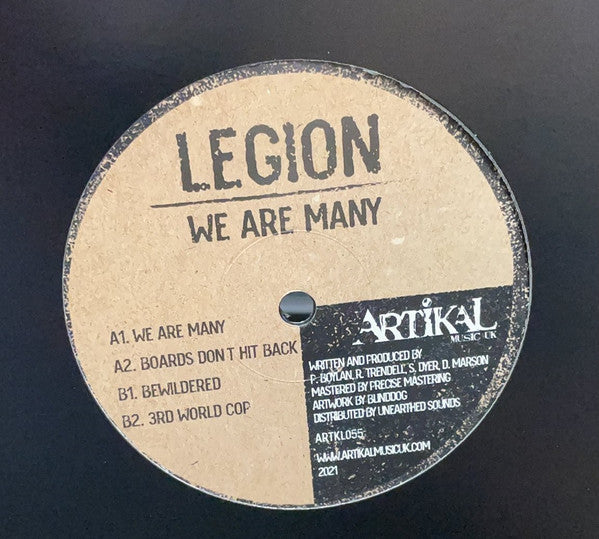 LEGION
WE ARE MANY
A1. WE ARE MANY
A2. BOARDS DON'T HIT BACK
B1. BEWILDERED
B2. 3RD WORLD COP
ARTIKAL
MUSIC UK
WRITTEN AND PRODUCED BY
P. BOYLAN, R. TRENDELL, S. DYER, D. MARSON
MASTERED BY PRECISE MASTERING
ARTWORK BY BUNDDOG
DISTRIBUTED BY UNEARTHED SOUNDS
ARTKL055
WWW.ARTIKALMUSICUK.COM
2021